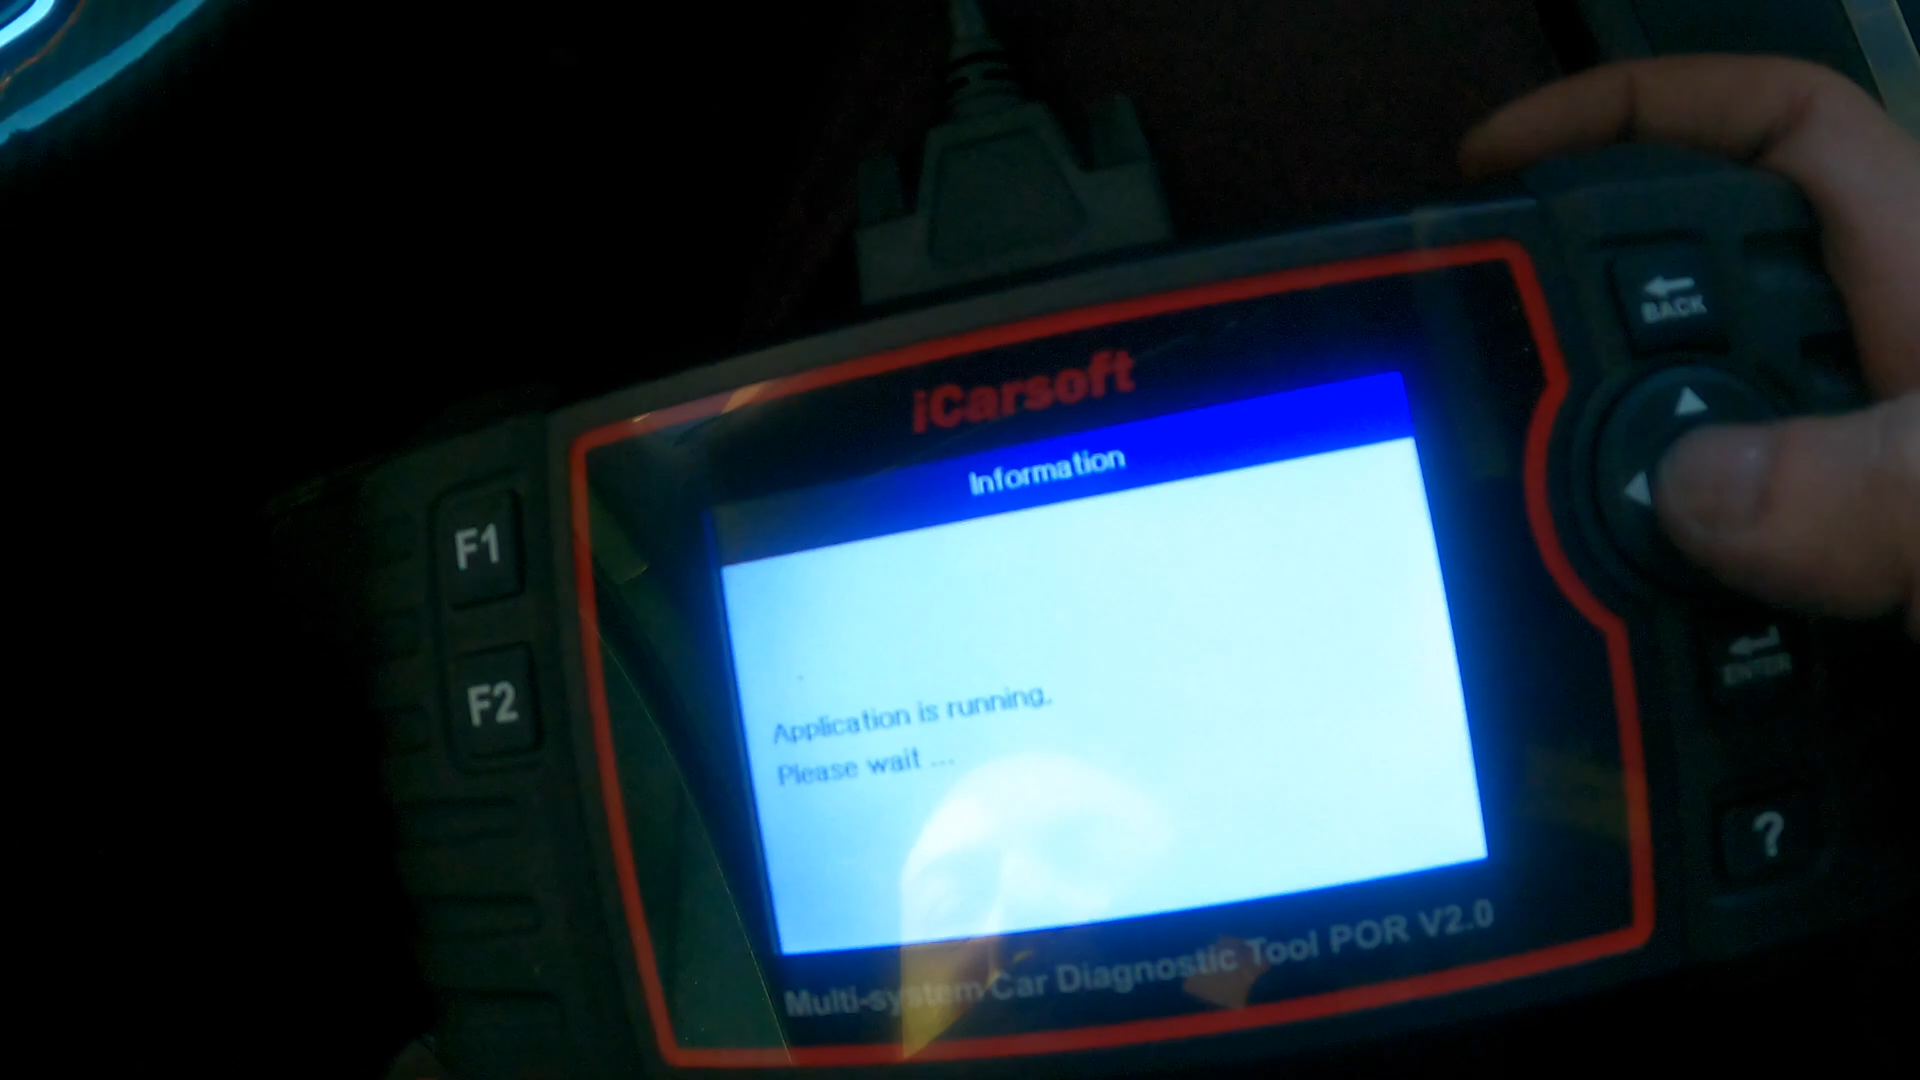 BACK
iCarsoft
Information
F1
F2
Application is running.
Please wait ...
ENTER
?
Multi-system Car Diagnostic Tool POR V2.0